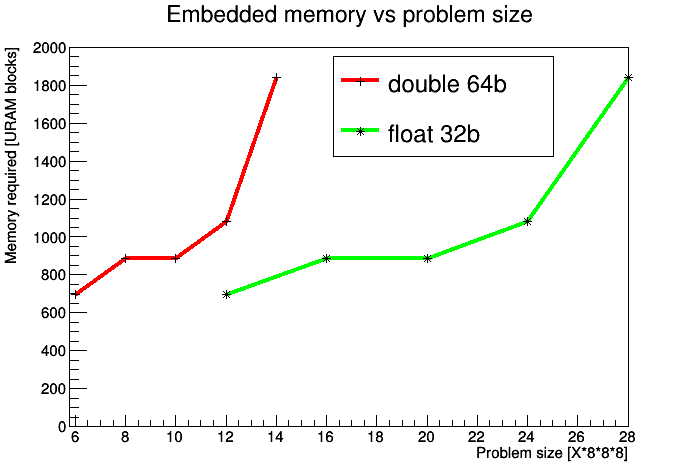 Embedded memory vs problem size
Memory required [URAM blocks]
2000
1800
1600
1400
1200
1000
800
600
400
200
0
double 64b
float 32b
6 8 10 12 14 16 18 20 22 24 26 28
Problem size [X*8*8*8]